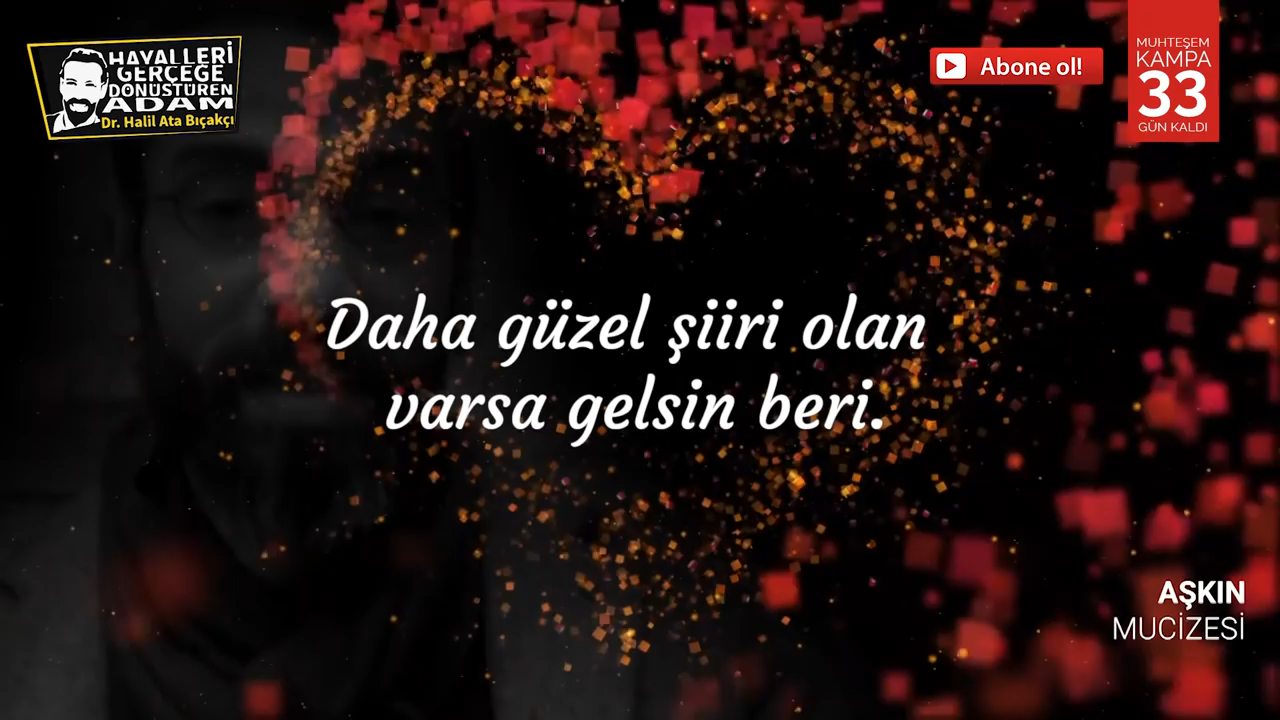 HAYALLERİ
GERÇEĞE
DÖNÜŞTÜREN
ADAM
Dr. Halil Ata Bıçakçı
Abone ol!
MUHTEŞEM
KAMPA
33
GÜN KALDI
Daha güzel şiiri olan
varsa gelsin beri.
AŞKIN
MUCİZESİ